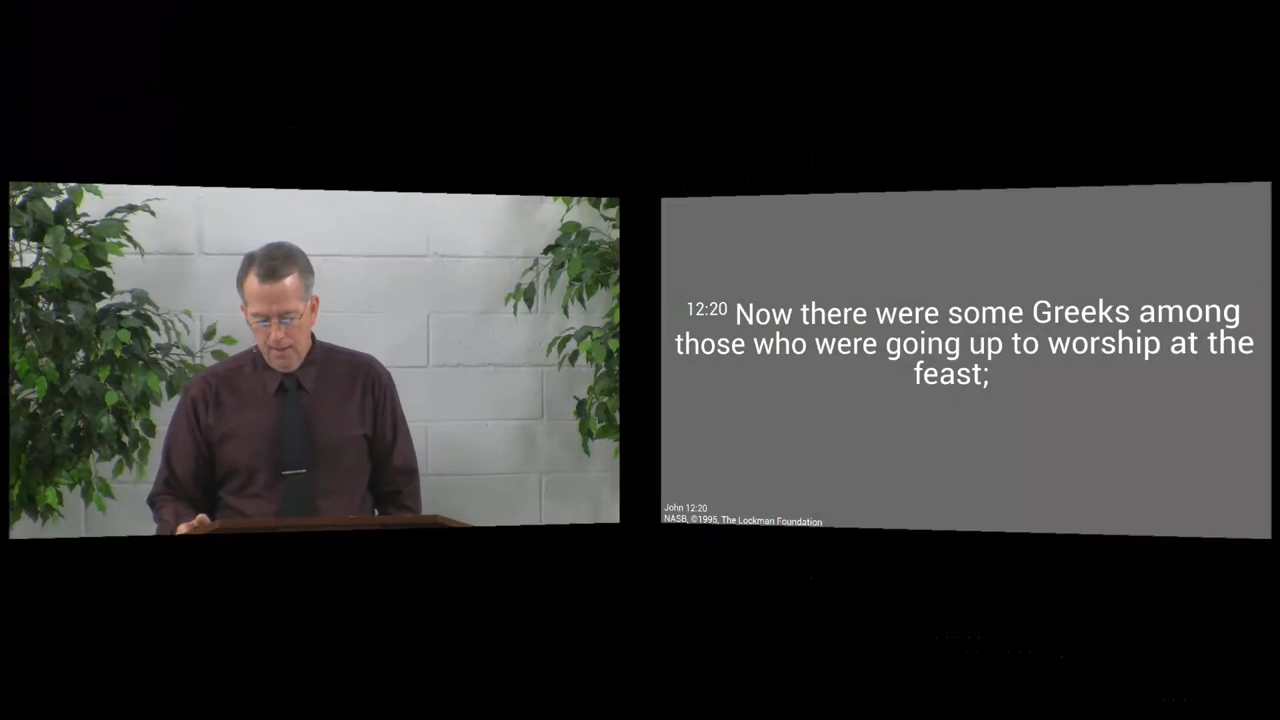 12:20 Now there were some Greeks among
those who were going up to worship at the
feast;
John 12:20
NASB, ©1995, The Lockman Foundation